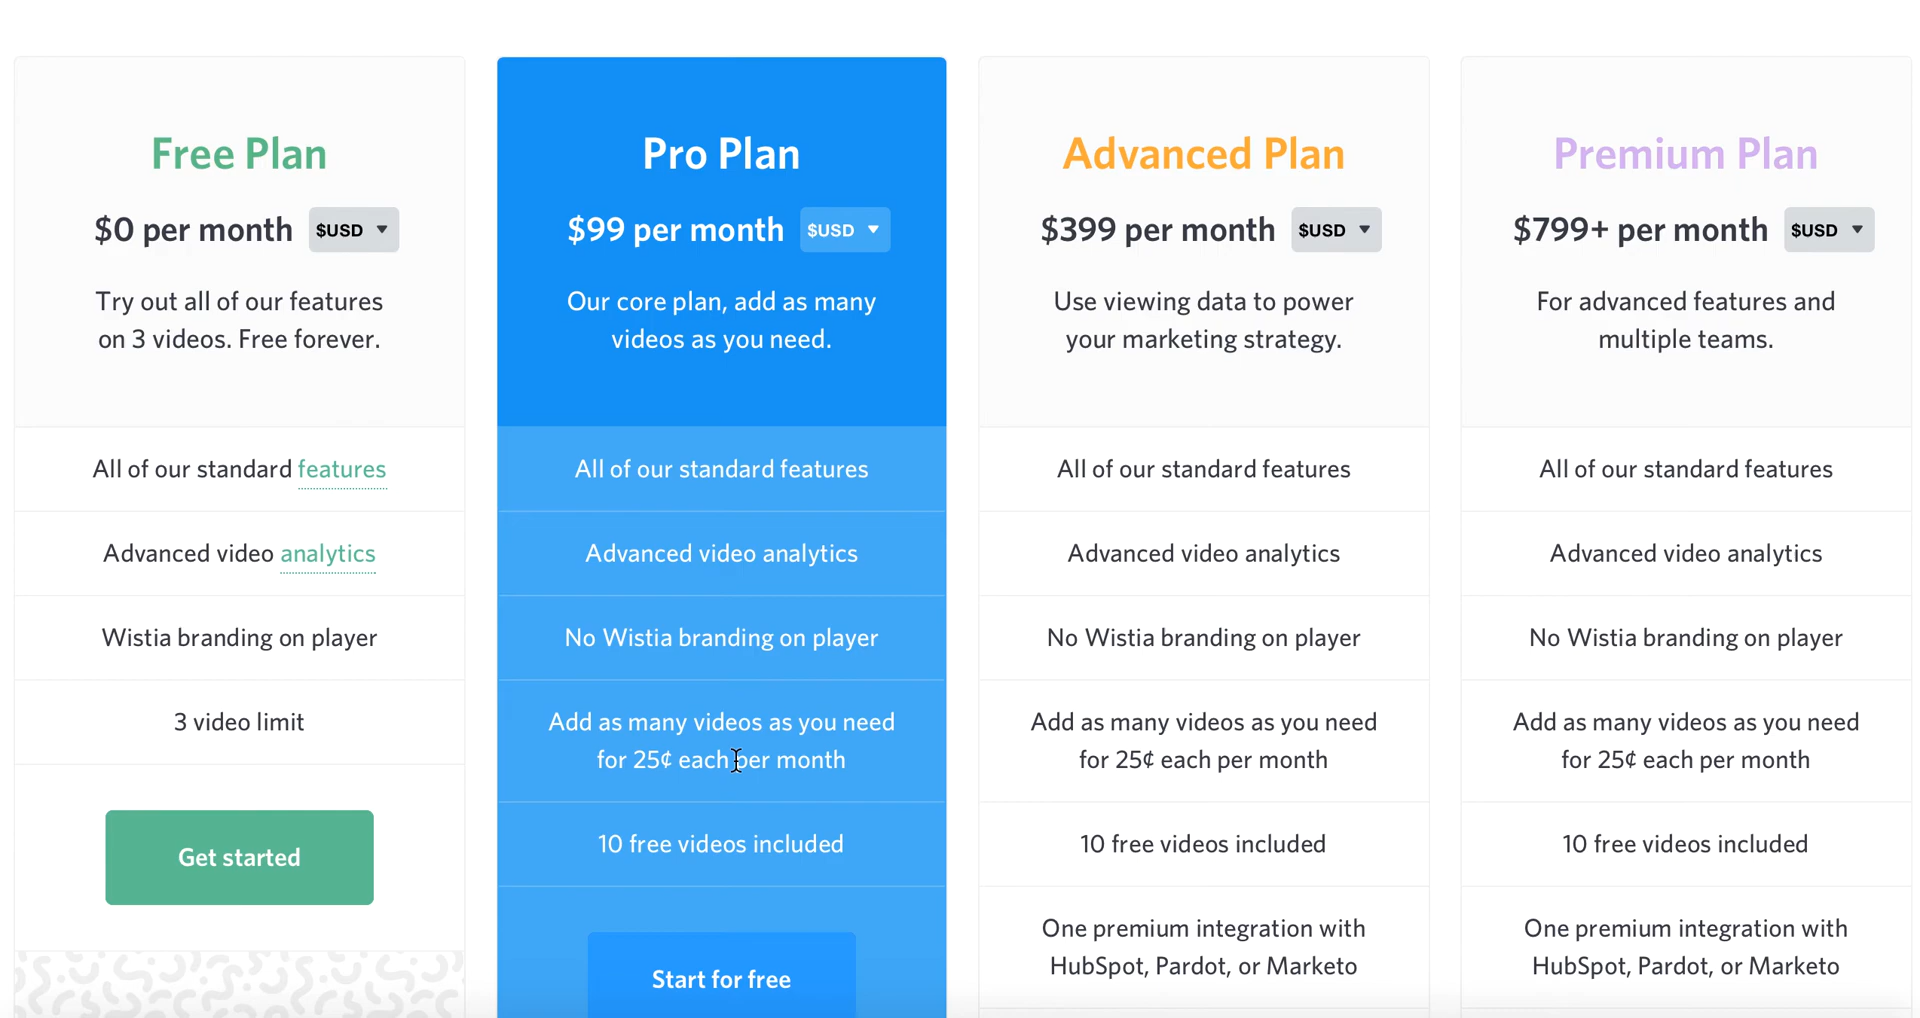 Free Plan
$0 per month $USD
Try out all of our features
on 3 videos. Free forever.
All of our standard features
Advanced video analytics
Wistia branding on player
3 video limit
Get started
Pro Plan
$99 per month $USD
Our core plan, add as many
videos as you need.
All of our standard features
Advanced video analytics
No Wistia branding on player
Add as many videos as you need
for 25¢ each per month
10 free videos included
Start for free
Advanced Plan
$399 per month $USD
Use viewing data to power
your marketing strategy.
All of our standard features
Advanced video analytics
No Wistia branding on player
Add as many videos as you need
for 25¢ each per month
10 free videos included
One premium integration with
HubSpot, Pardot, or Marketo
Premium Plan
$799+ per month $USD
For advanced features and
multiple teams.
All of our standard features
Advanced video analytics
No Wistia branding on player
Add as many videos as you need
for 25¢ each per month
10 free videos included
One premium integration with
HubSpot, Pardot, or Marketo